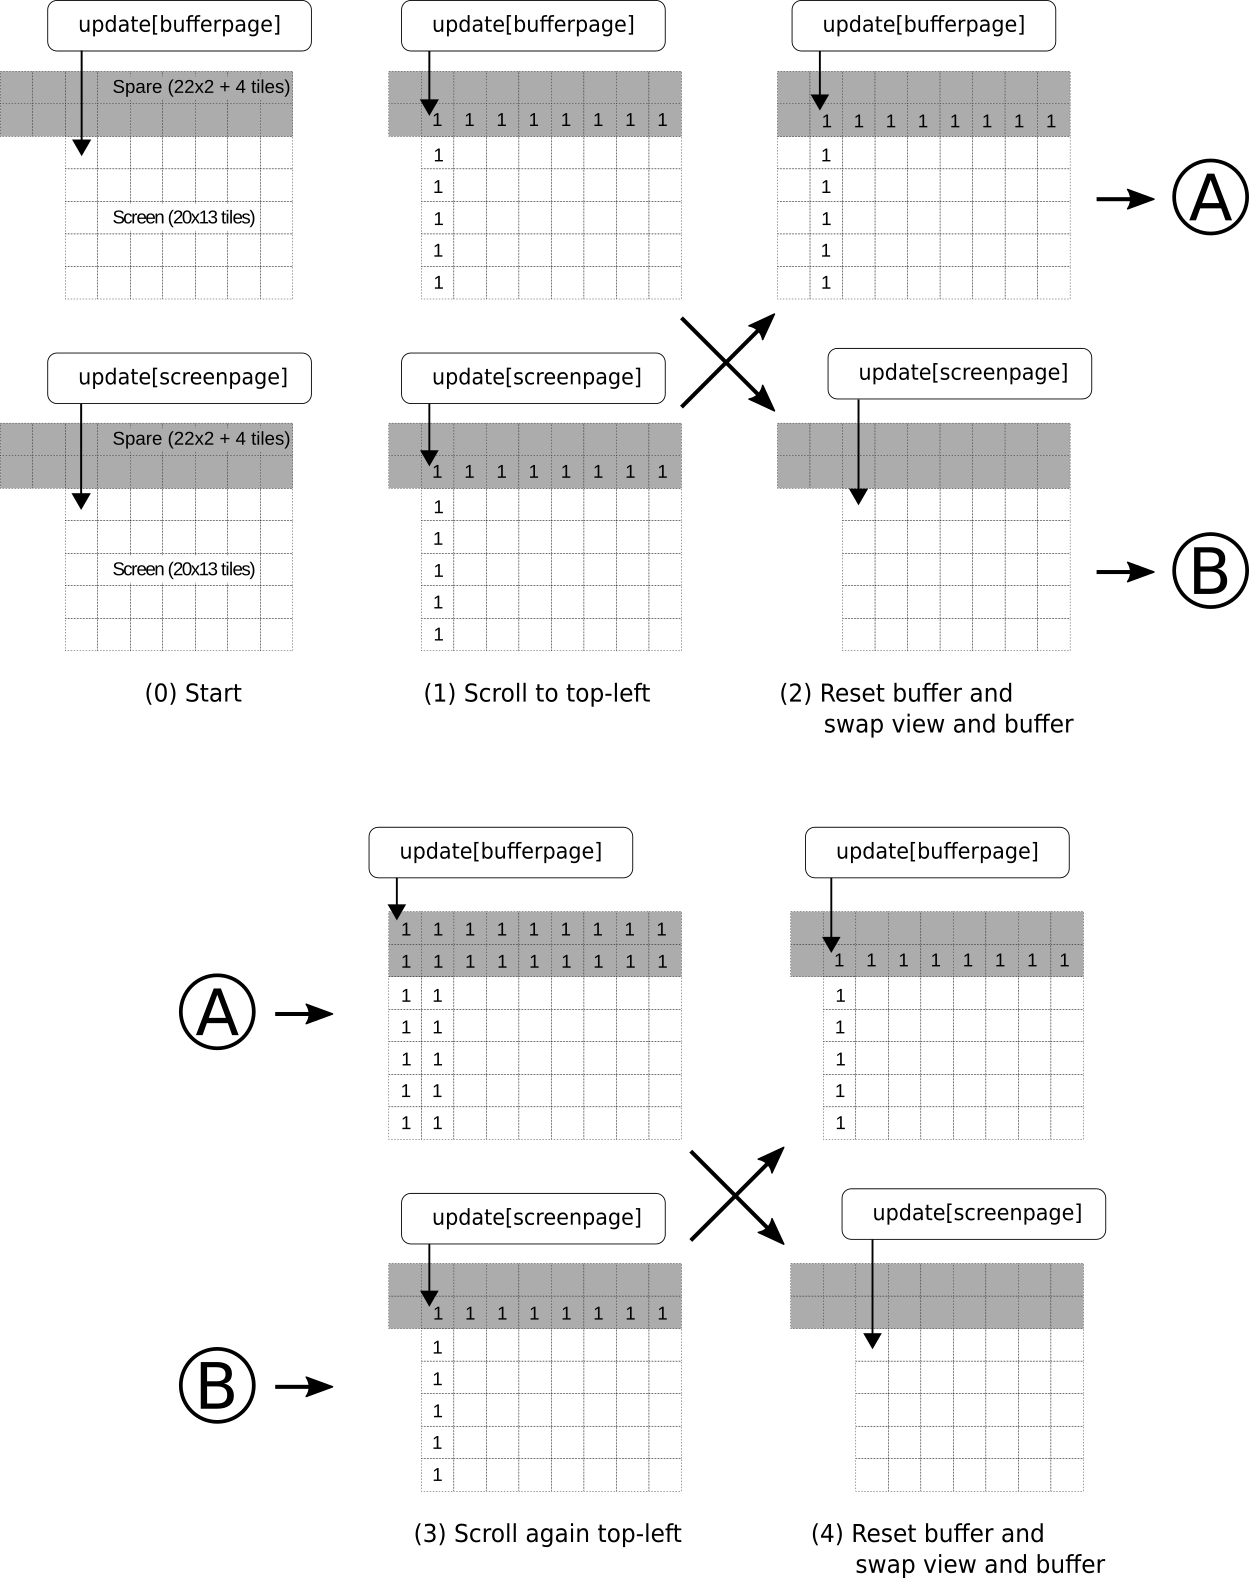 update[bufferpage]
Spare (22x2 + 4 tiles)
Screen (20x13 tiles)
update[screenpage]
Spare (22x2 + 4 tiles)
Screen (20x13 tiles)
(0) Start
update[bufferpage]
1 1 1 1 1 1 1 1
1
1
1
1
1
update[screenpage]
1 1 1 1 1 1 1 1
1
1
1
1
1
(1) Scroll to top-left
update[bufferpage]
1 1 1 1 1 1 1 1
1
1
1
1
1
A
update[screenpage]
B
(2) Reset buffer and
swap view and buffer
A
update[bufferpage]
1 1 1 1 1 1 1 1 1
1 1 1 1 1 1 1 1 1
1 1
1 1
1 1
1 1
1 1
B
update[screenpage]
1 1 1 1 1 1 1 1
1
1
1
1
1
(3) Scroll again top-left
update[bufferpage]
1 1 1 1 1 1 1 1
1
1
1
1
1
update[screenpage]
(4) Reset buffer and
swap view and buffer